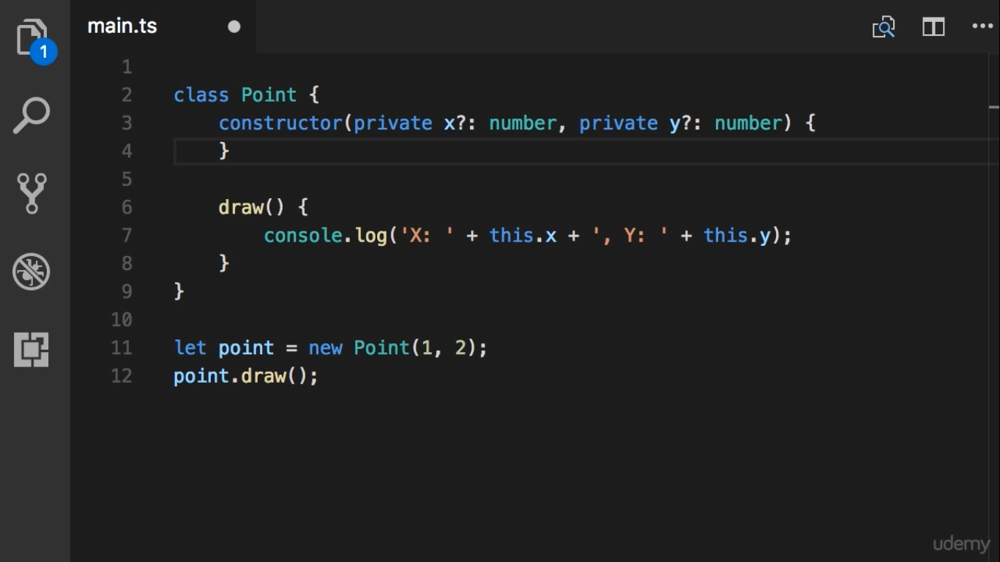 main.ts
1
1
2 class Point {
3 constructor(private x?: number, private y?: number) {
4 }
5
6 draw() {
7 console.log('X: ' + this.x + ', Y: ' + this.y);
8 }
9 }
10
11 let point = new Point(1, 2);
12 point.draw();
udemy